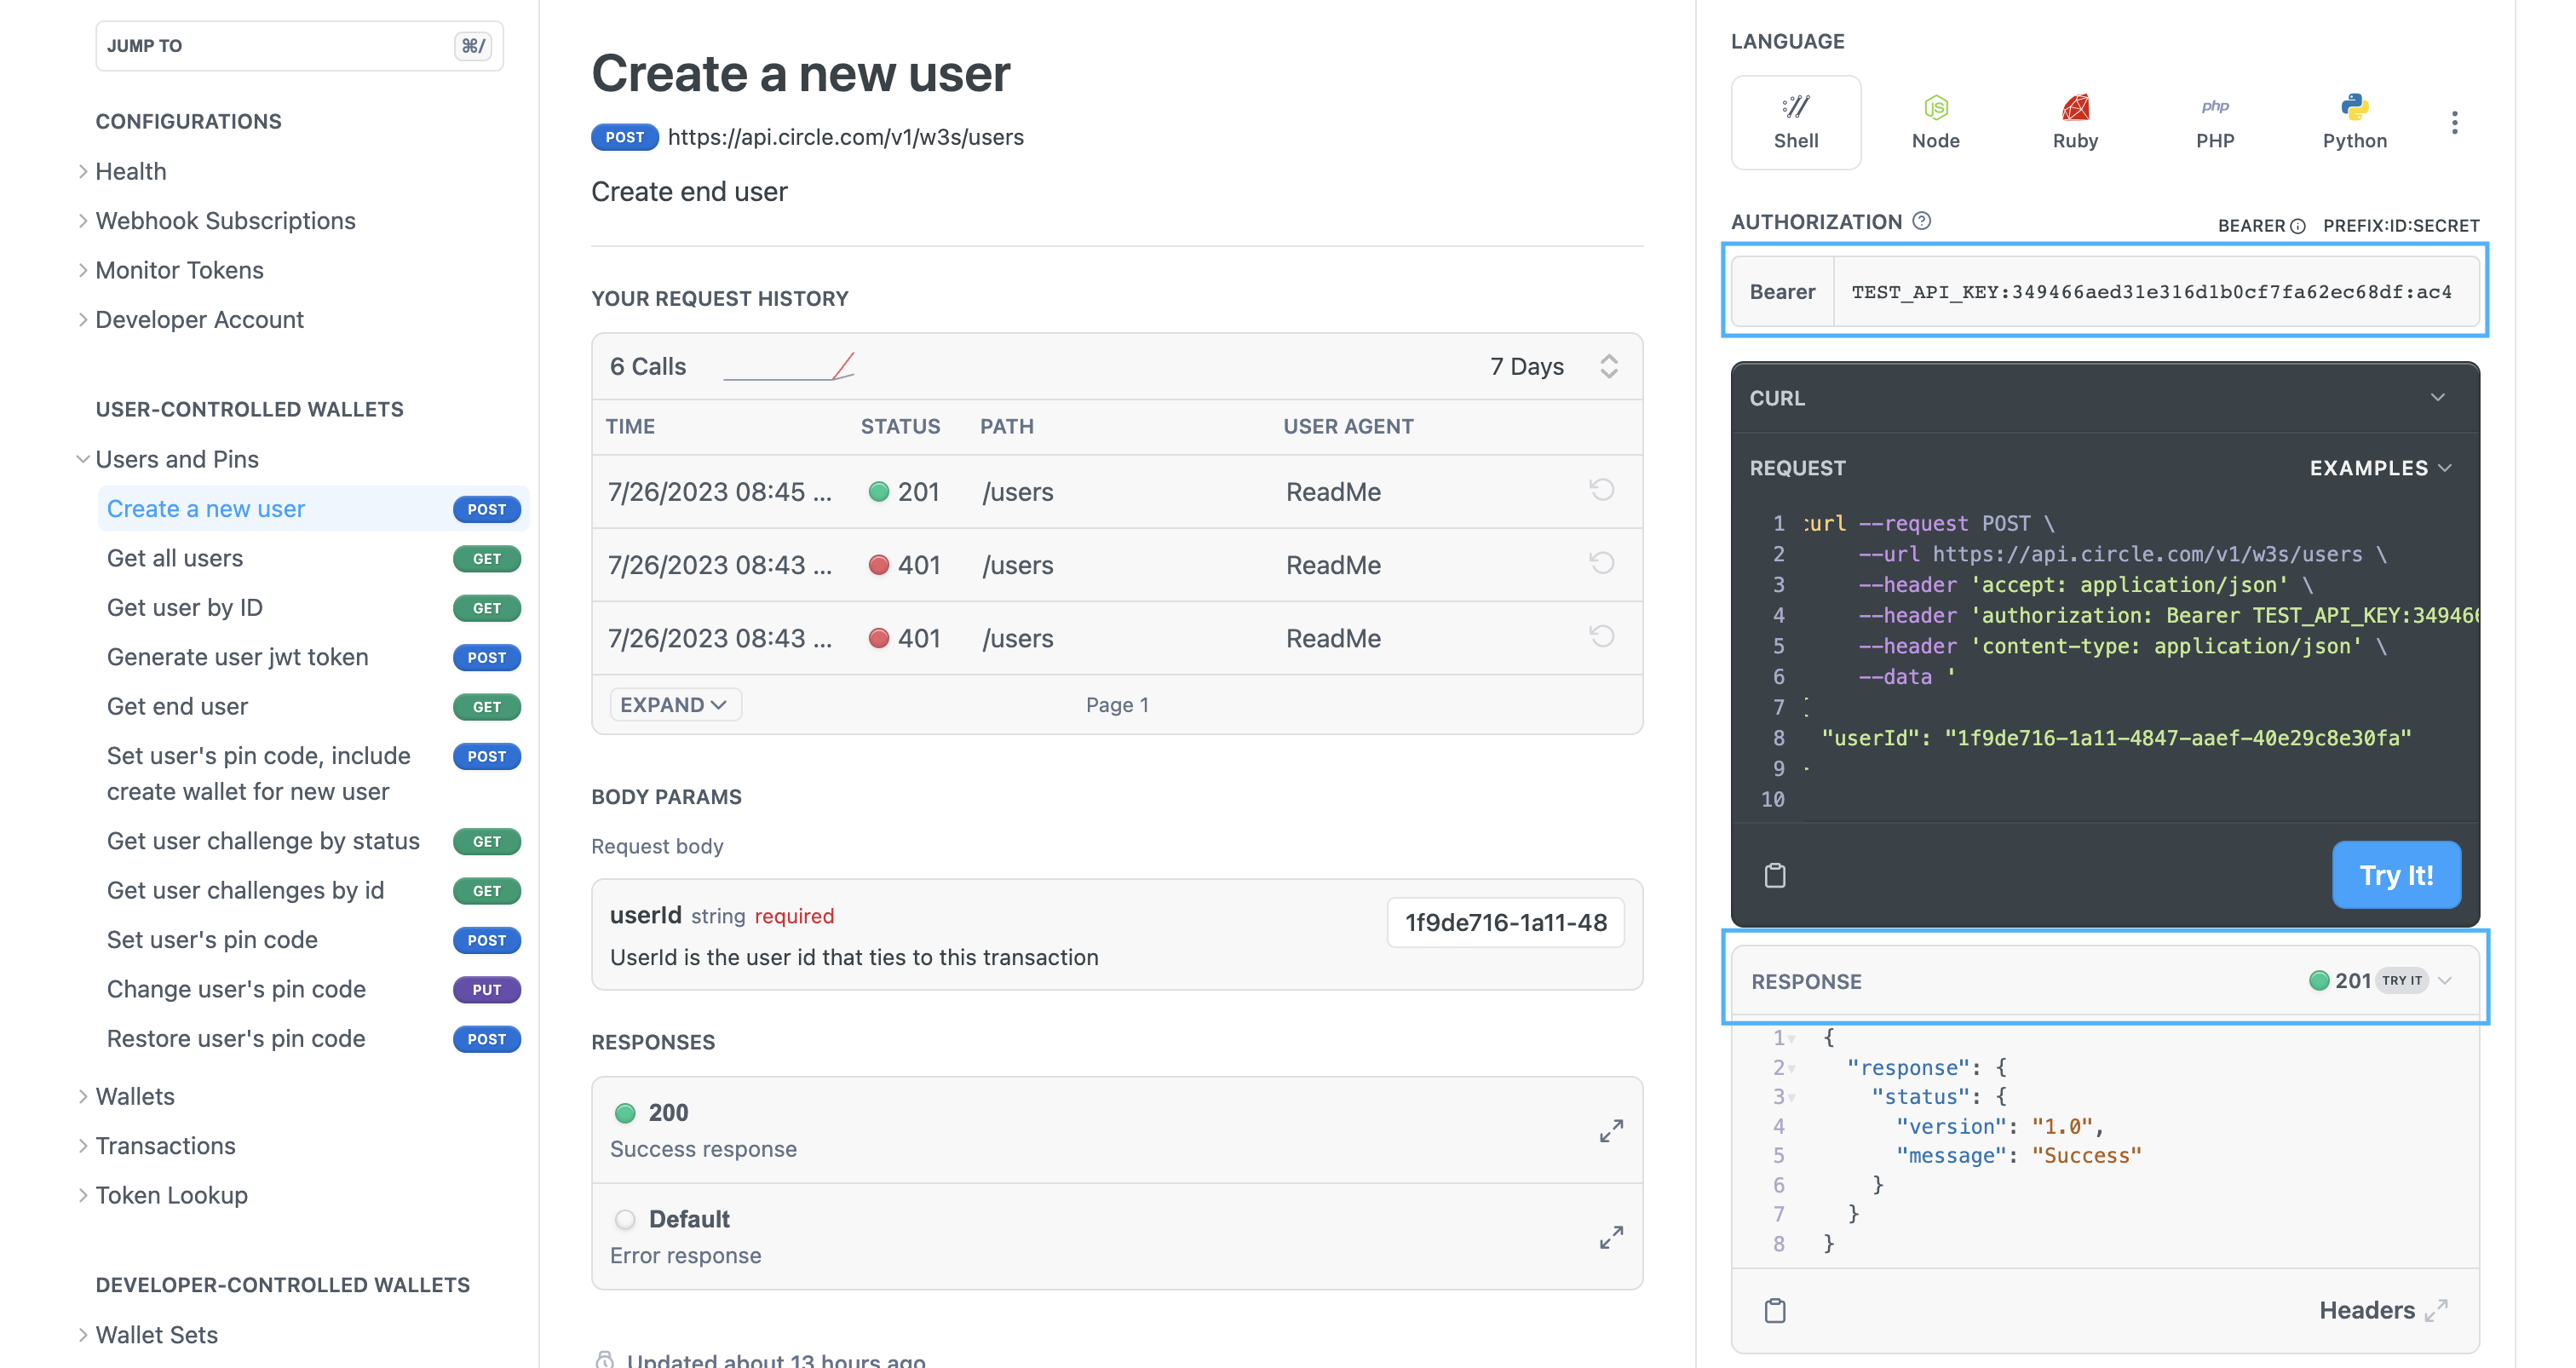 JUMP TO ⌘/
CONFIGURATIONS
Health
Webhook Subscriptions
Monitor Tokens
Developer Account
USER-CONTROLLED WALLETS
Users and Pins
Create a new user POST
Get all users GET
Get user by ID GET
Generate user jwt token POST
Get end user GET
Set user's pin code, include POST
create wallet for new user
Get user challenge by status GET
Get user challenges by id GET
Set user's pin code POST
Change user's pin code PUT
Restore user's pin code POST
Wallets
Transactions
Token Lookup
DEVELOPER-CONTROLLED WALLETS
Wallet Sets
Create a new user
POST https://api.circle.com/v1/w3s/users
Create end user
YOUR REQUEST HISTORY
6 Calls 7 Days
TIME STATUS PATH USER AGENT
7/26/2023 08:45 ... 201 /users ReadMe
7/26/2023 08:43 ... 401 /users ReadMe
7/26/2023 08:43 ... 401 /users ReadMe
EXPAND Page 1
BODY PARAMS
Request body
userId string required 1f9de716-1a11-48
UserId is the user id that ties to this transaction
RESPONSES
200
Success response
Default
Error response
Updated about 13 hours ago
LANGUAGE
Shell Node Ruby php PHP Python
AUTHORIZATION BEARER PREFIX:ID:SECRET
Bearer TEST_API_KEY:349466aed31e316d1b0cf7fa62ec68df:ac4
CURL
REQUEST EXAMPLES
1 curl --request POST \
2 --url https://api.circle.com/v1/w3s/users \
3 --header 'accept: application/json' \
4 --header 'authorization: Bearer TEST_API_KEY:349466
5 --header 'content-type: application/json' \
6 --data '
7
8 "userId": "1f9de716-1a11-4847-aaef-40e29c8e30fa"
9
10
Try It!
RESPONSE 201 TRY IT
1 {
2 "response": {
3 "status": {
4 "version": "1.0",
5 "message": "Success"
6 }
7 }
8 }
Headers